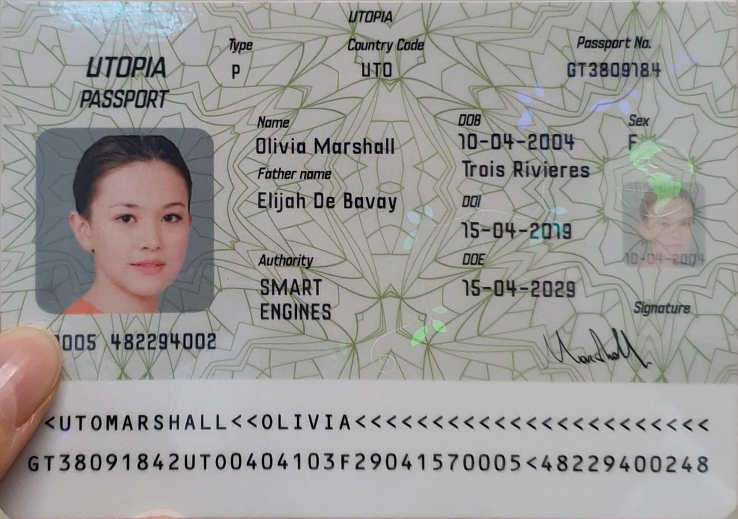 UTOPIA
Type
Country Code
Passport No.
UTOPIA
PASSPORT
P
UTO
GT3809184
Name
DOB
Sex
Olivia Marshall
10-04-2004
F
Father name
Trois Rivieres
Elijah De Bavay
DOI
15-04-2019
10-04-2004
Authority
DOE
SMART
15-04-2029
ENGINES
Signature
005 482294002
Marshall
<UTOMARSHALL<<OLIVIA<<<<<<<<<<<<<<<<<<<<<<<
GT38091842UTO0404103F29041570005<48229400248